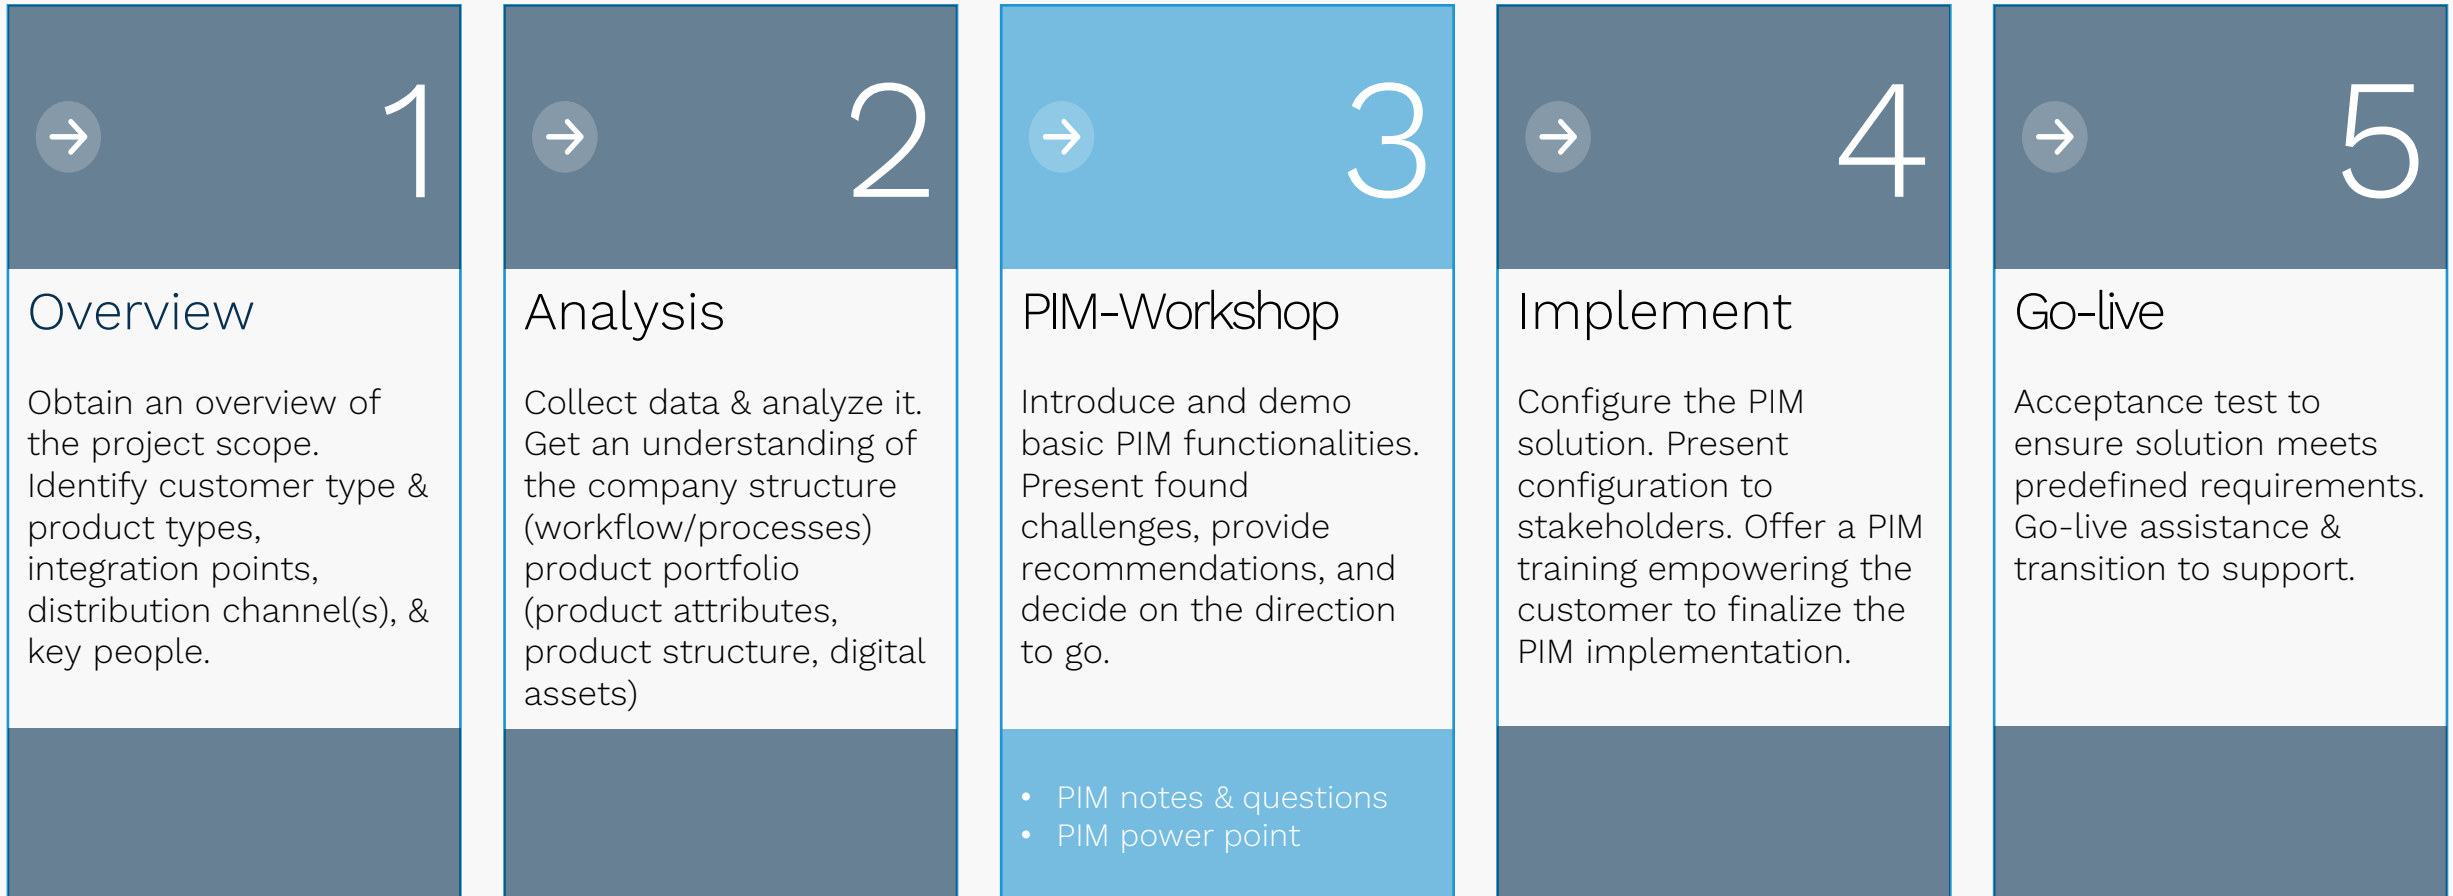 1
Overview
Obtain an overview of
the project scope.
Identify customer type &
product types,
integration points,
distribution channel(s), &
key people.
2
Analysis
Collect data & analyze it.
Get an understanding of
the company structure
(workflow/processes)
product portfolio
(product attributes,
product structure, digital
assets)
3
PIM-Workshop
Introduce and demo
basic PIM functionalities.
Present found
challenges, provide
recommendations, and
decide on the direction
to go.
• PIM notes & questions
• PIM power point
4
Implement
Configure the PIM
solution. Present
configuration to
stakeholders. Offer a PIM
training empowering the
customer to finalize the
PIM implementation.
5
Go-live
Acceptance test to
ensure solution meets
predefined requirements.
Go-live assistance &
transition to support.